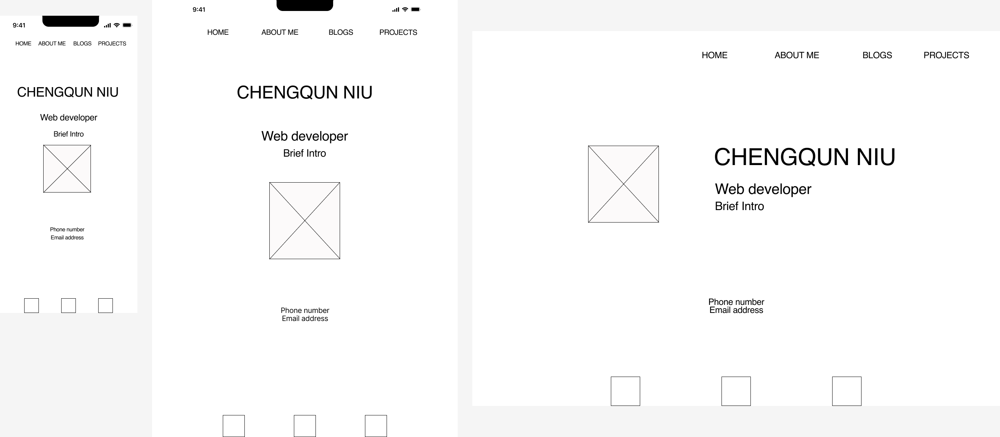 9:41
HOME ABOUT ME BLOGS PROJECTS
CHENGQUN NIU
Web developer
Brief Intro
Phone number
Email address
9:41
HOME ABOUT ME BLOGS PROJECTS
CHENGQUN NIU
Web developer
Brief Intro
Phone number
Email address
HOME ABOUT ME BLOGS PROJECTS
CHENGQUN NIU
Web developer
Brief Intro
Phone number
Email address